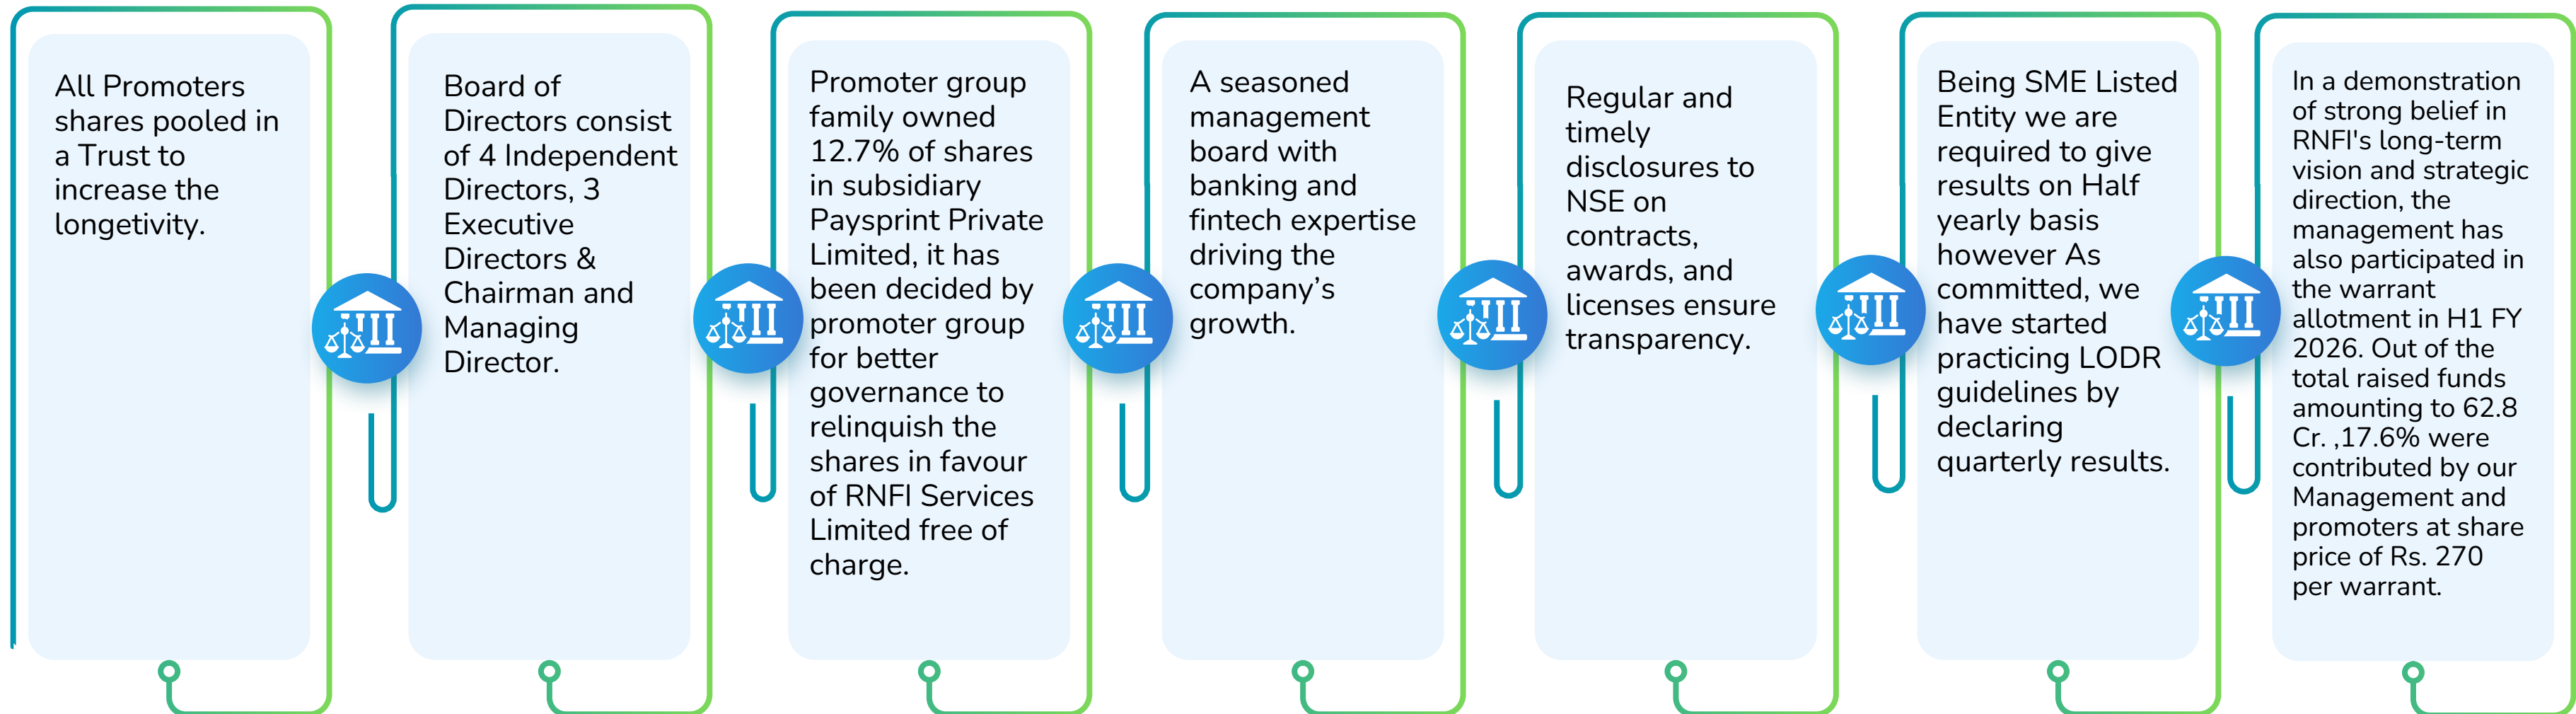 All Promoters
shares pooled in
a Trust to
increase the
longetivity.
Board of
Directors consist
of 4 Independent
Directors, 3
Executive
Directors &
Chairman and
Managing
Director.
Promoter group
family owned
12.7% of shares
in subsidiary
Paysprint Private
Limited, it has
been decided by
promoter group
for better
governance to
relinquish the
shares in favour
of RNFI Services
Limited free of
charge.
A seasoned
management
board with
banking and
fintech expertise
driving the
company’s
growth.
Regular and
timely
disclosures to
NSE on
contracts,
awards, and
licenses ensure
transparency.
Being SME Listed
Entity we are
required to give
results on Half
yearly basis
however As
committed, we
have started
practicing LODR
guidelines by
declaring
quarterly results.
In a demonstration
of strong belief in
RNFI's long-term
vision and strategic
direction, the
management has
also participated in
the warrant
allotment in H1 FY
2026. Out of the
total raised funds
amounting to 62.8
Cr. ,17.6% were
contributed by our
Management and
promoters at share
price of Rs. 270
per warrant.